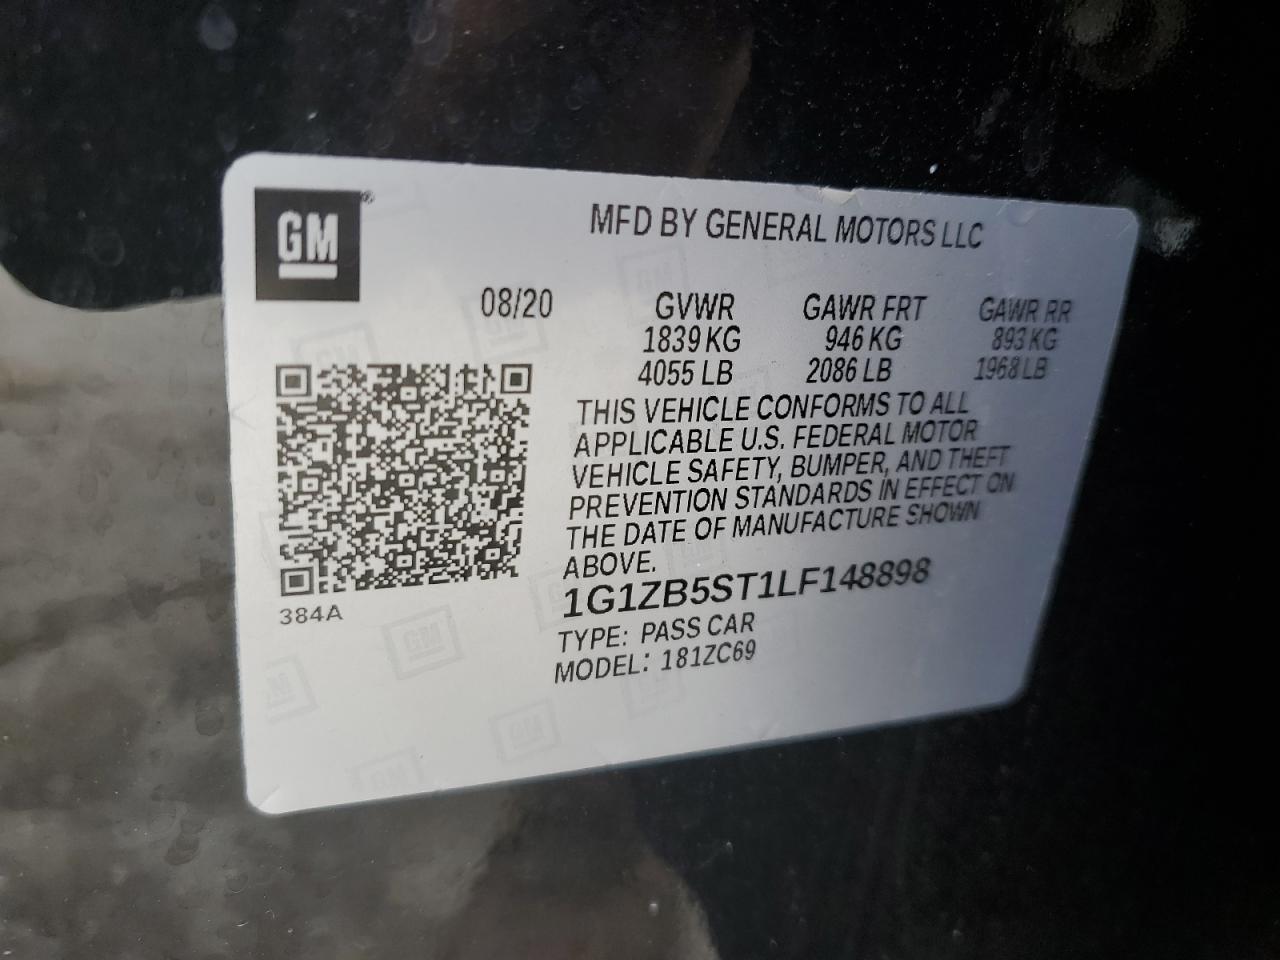 GM
MFD BY GENERAL MOTORS LLC
08/20 GVWR GAWR FRT GAWR RR
1839 KG 946 KG 893 KG
4055 LB 2086 LB 1968 LB
THIS VEHICLE CONFORMS TO ALL
APPLICABLE U.S. FEDERAL MOTOR
VEHICLE SAFETY, BUMPER, AND THEFT
PREVENTION STANDARDS IN EFFECT ON
THE DATE OF MANUFACTURE SHOWN
ABOVE.
1G1ZB5ST1LF148898
384A
TYPE: PASS CAR
MODEL: 181ZC69